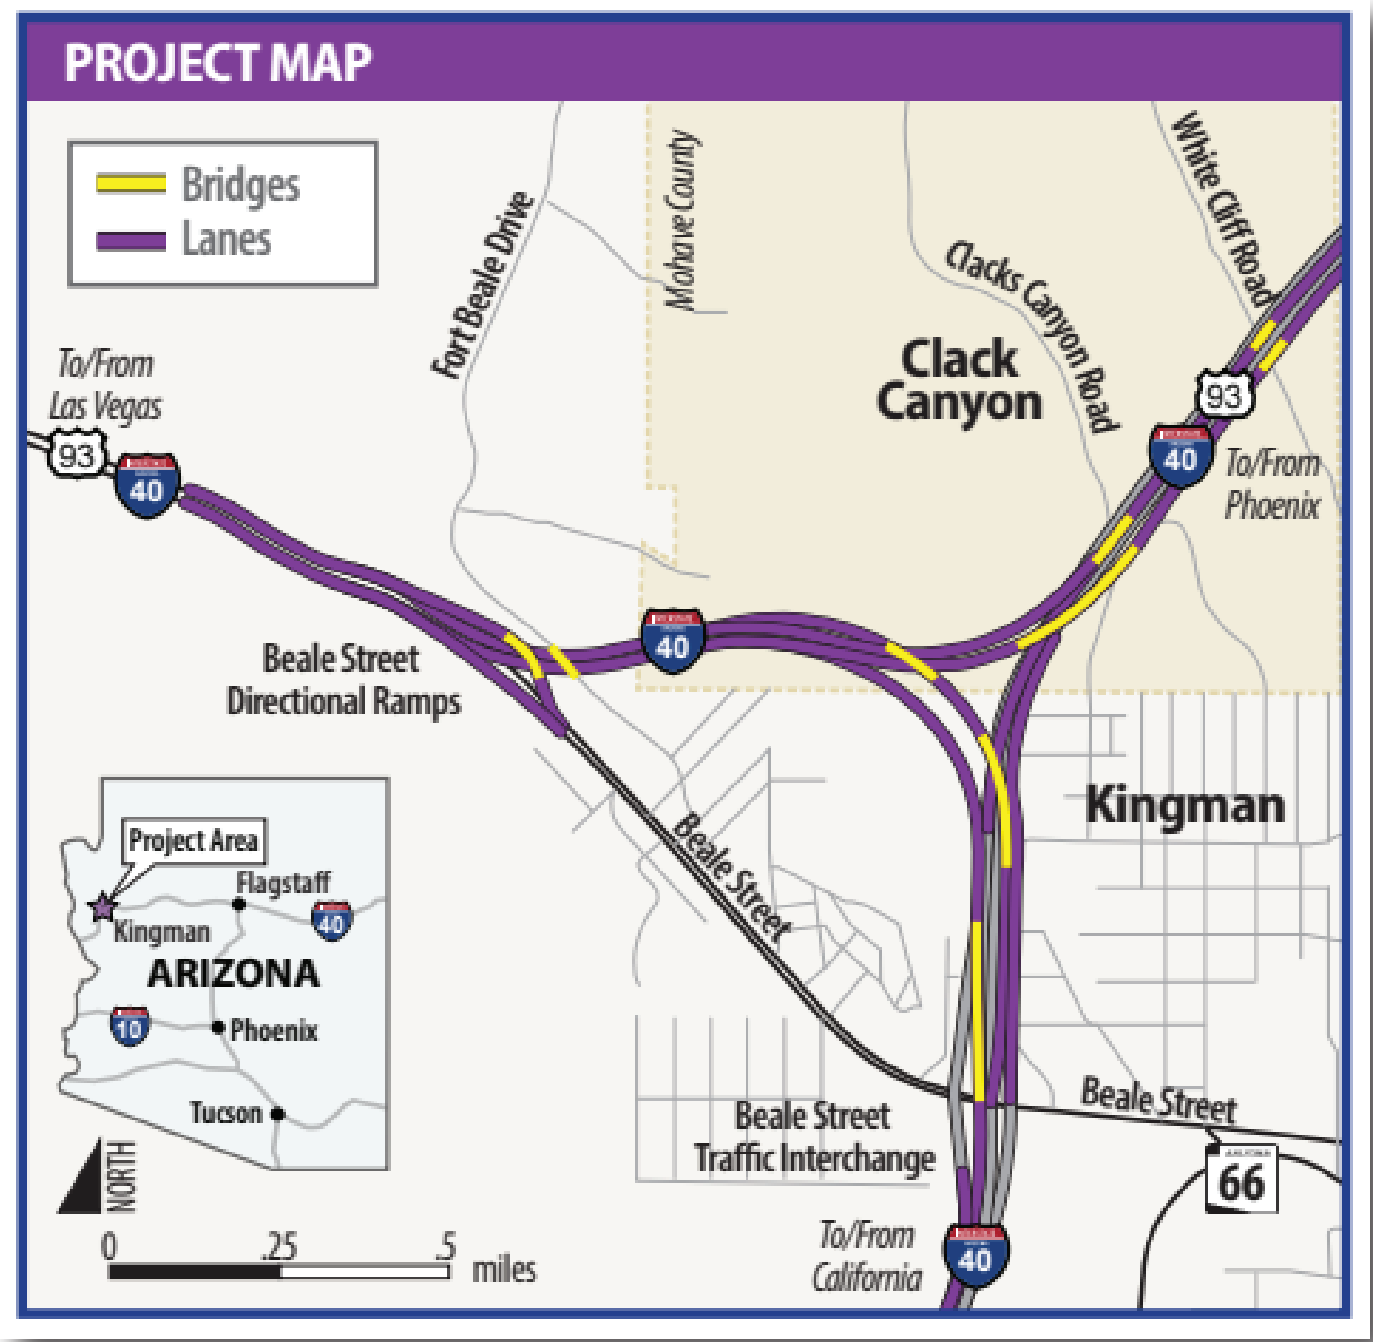 PROJECT MAP
Bridges
Lanes
Mohave County
White Cliff Road
Fort Beale Drive
Clacks Canyon Road
Clack
Canyon
To/From
Las Vegas
93
40
93
40
To/From
Phoenix
40
Beale Street
Directional Ramps
Kingman
Beale Street
Project Area
Flagstaff
40
Kingman
ARIZONA
10
Phoenix
Tucson
NORTH
Beale Street
Beale Street
Traffic Interchange
66
To/From
California
40
0 .25 .5
miles